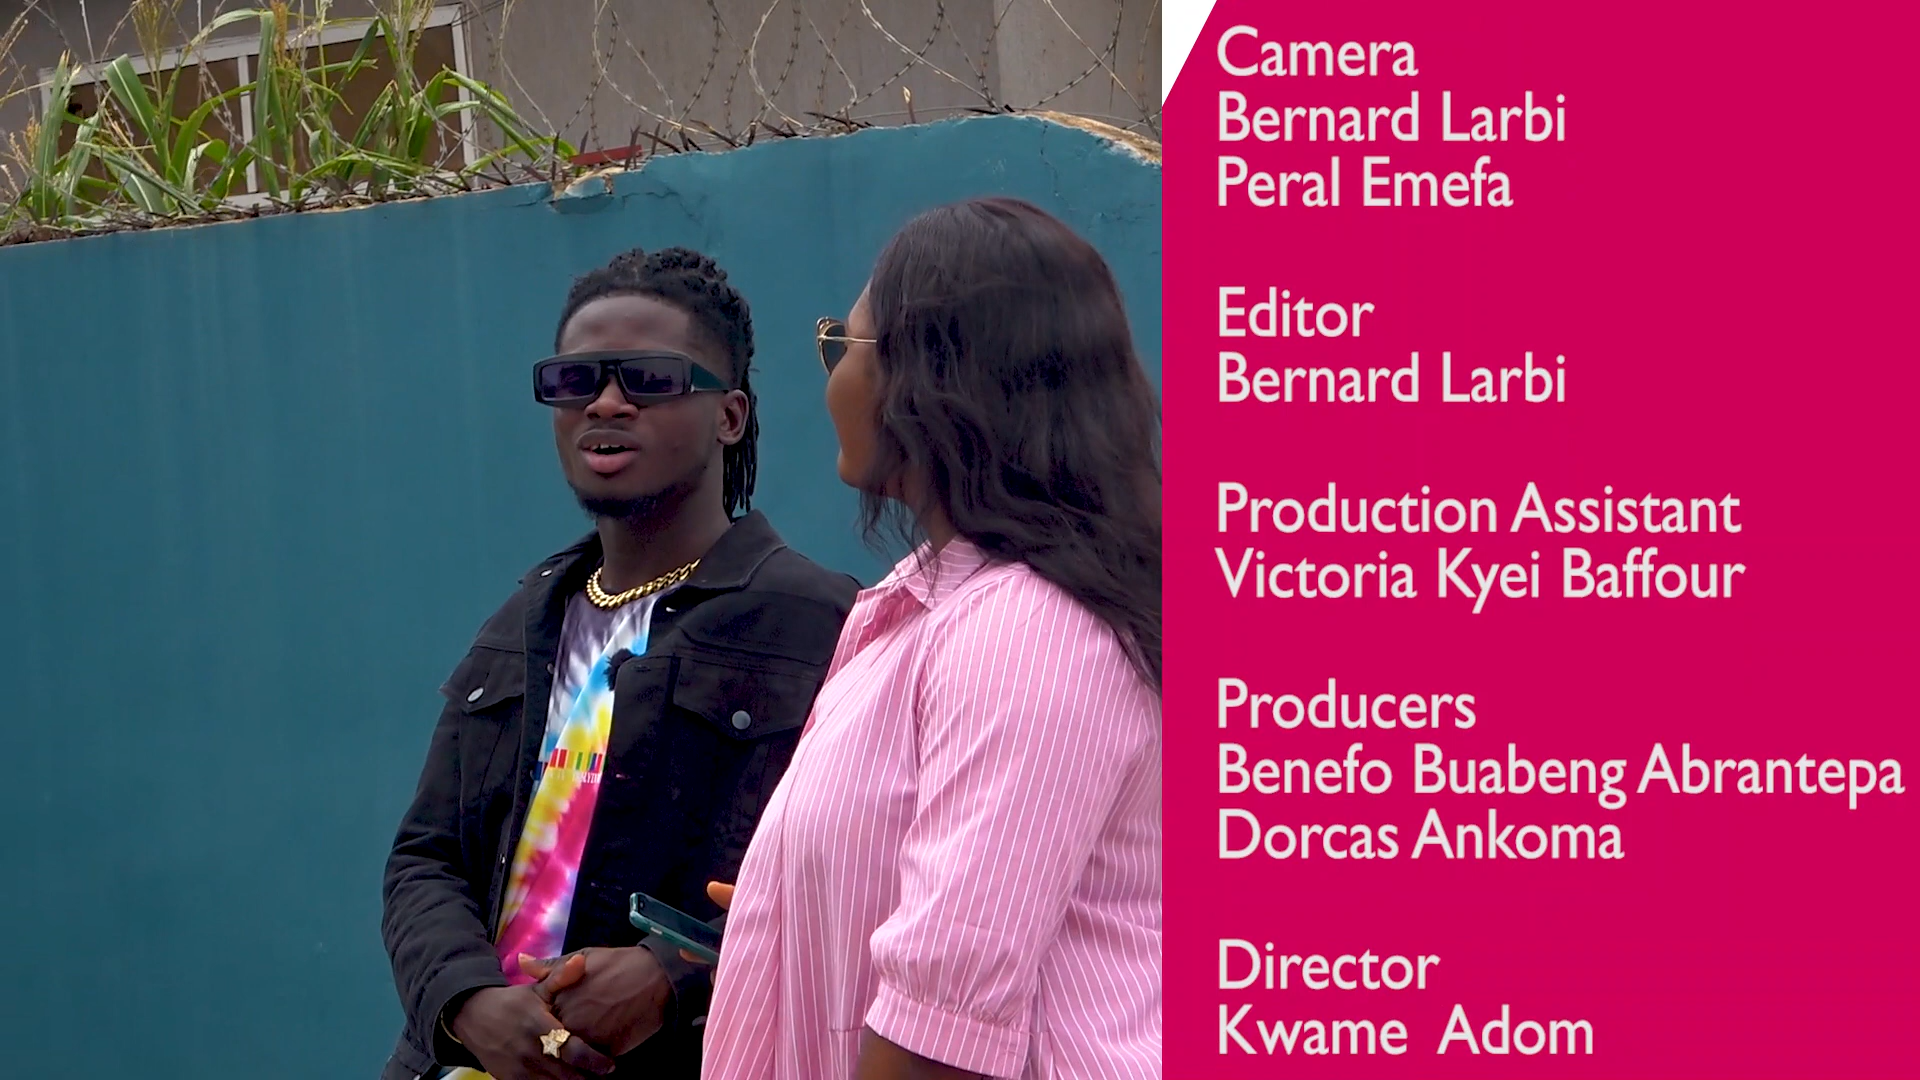 Camera
Bernard Larbi
Peral Emefa
Editor
Bernard Larbi
Production Assistant
Victoria Kyei Baffour
Producers
Benefo Buabeng Abrantepa
Dorcas Ankoma
Director
Kwame Adom